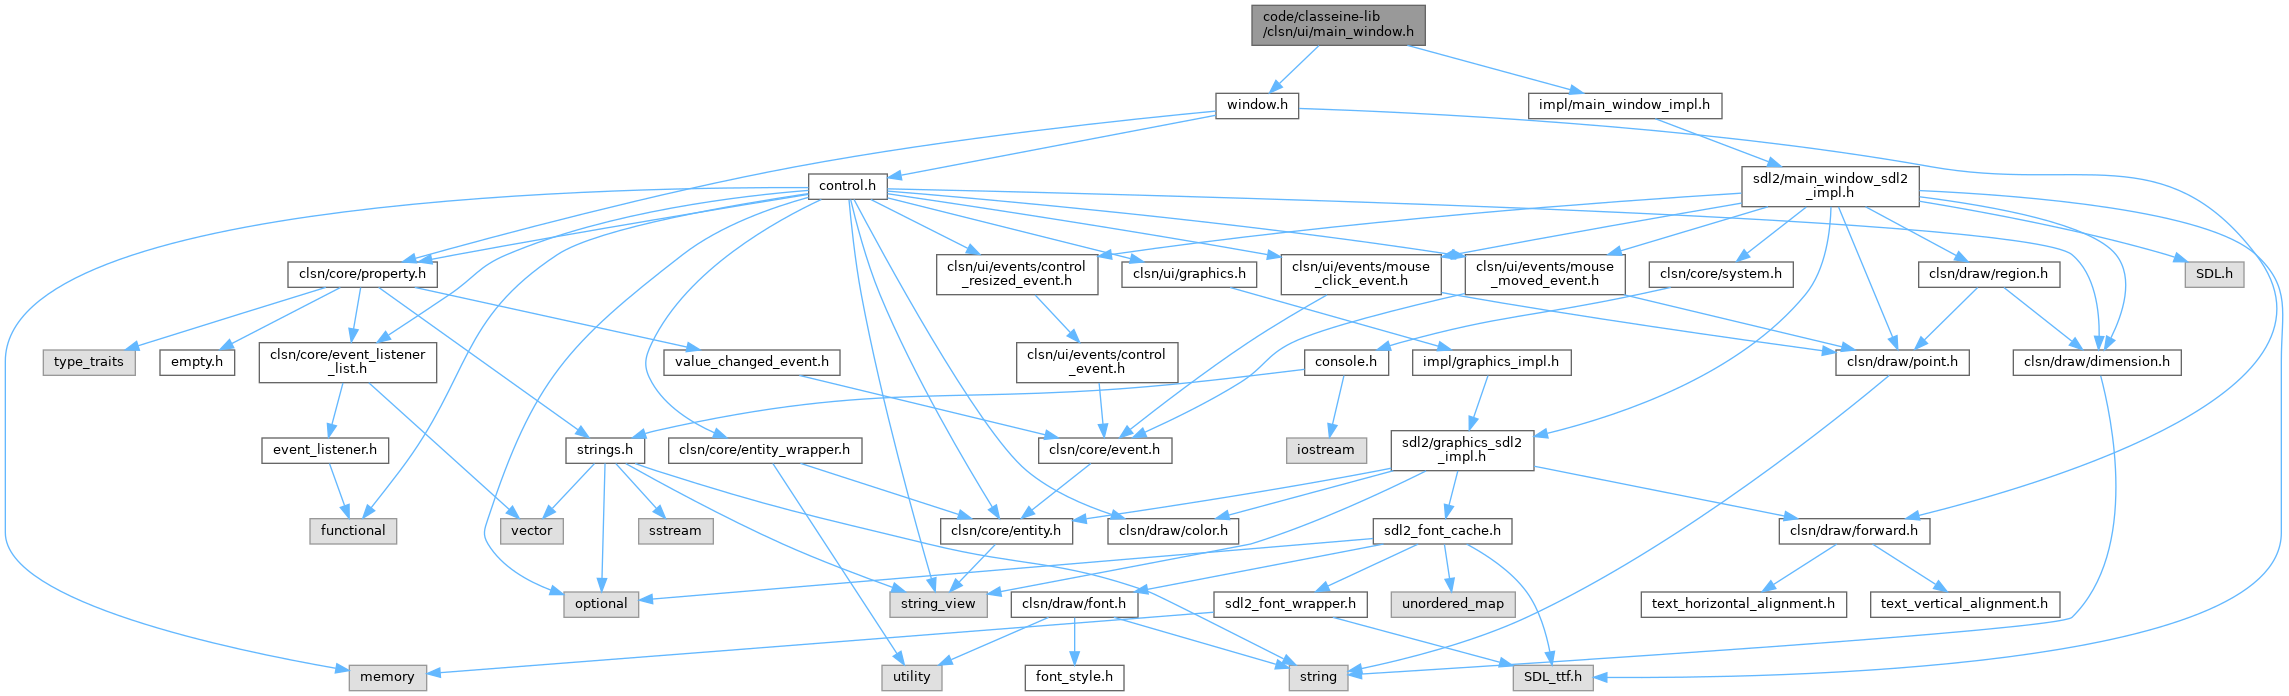 code/classeine-lib
/clsn/ui/main_window.h
window.h
impl/main_window_impl.h
control.h
sdl2/main_window_sdl2
_impl.h
clsn/core/property.h
clsn/ui/events/control
_resized_event.h
clsn/ui/graphics.h
clsn/ui/events/mouse
_click_event.h
clsn/ui/events/mouse
_moved_event.h
clsn/core/system.h
clsn/draw/region.h
SDL.h
type_traits
empty.h
clsn/core/event_listener
_list.h
value_changed_event.h
clsn/ui/events/control
_event.h
console.h
impl/graphics_impl.h
clsn/draw/point.h
clsn/draw/dimension.h
event_listener.h
strings.h
clsn/core/entity_wrapper.h
clsn/core/event.h
iostream
sdl2/graphics_sdl2
_impl.h
functional
vector
sstream
clsn/core/entity.h
clsn/draw/color.h
sdl2_font_cache.h
clsn/draw/forward.h
optional
string_view
clsn/draw/font.h
sdl2_font_wrapper.h
unordered_map
text_horizontal_alignment.h
text_vertical_alignment.h
memory
utility
font_style.h
string
SDL_ttf.h